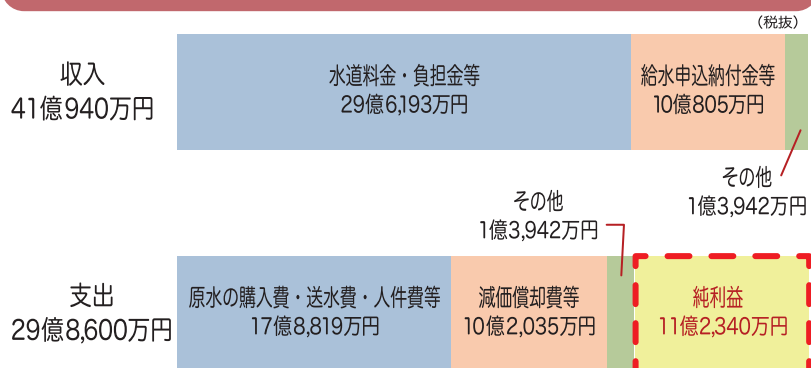 (税抜)
収入
41億940万円
水道料金・負担金等
29億6,193万円
給水申込納付金等
10億805万円
その他
1億3,942万円
その他
1億3,942万円
支出
29億8,600万円
原水の購入費・送水費・人件費等
17億8,819万円
減価償却費等
10億2,035万円
純利益
11億2,340万円